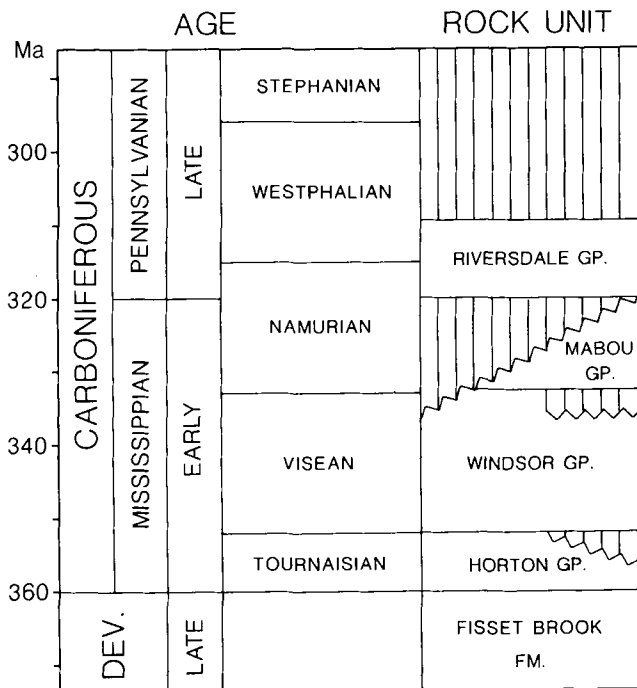 AGE
ROCK UNIT
Ma
300
320
340
360
CARBONIFEROUS
DEV.
PENNSYLVANIAN
MISSISSIPPIAN
LATE
EARLY
LATE
STEPHANIAN
WESTPHALIAN
NAMURIAN
VISEAN
TOURNAISIAN
RIVERSDALE GP.
MABOU
GP.
WINDSOR GP.
HORTON GP.
FISSET BROOK
FM.